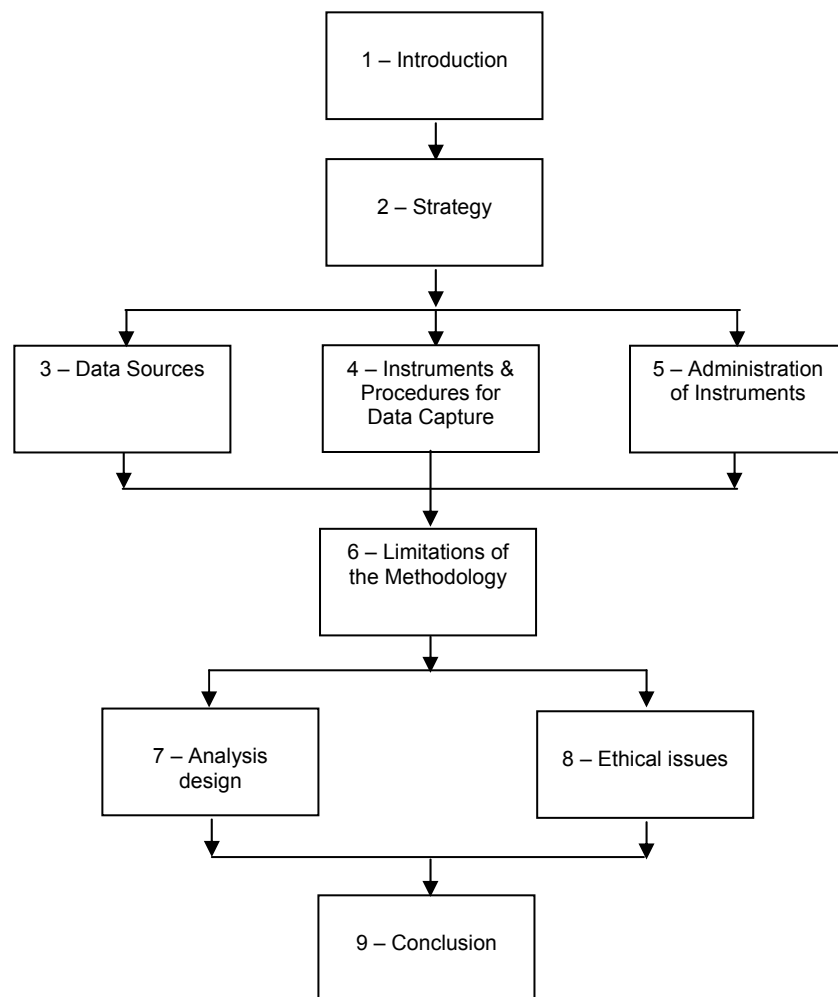 1 – Introduction
2 – Strategy
3 – Data Sources
4 – Instruments &
Procedures for
Data Capture
5 – Administration
of Instruments
6 – Limitations of
the Methodology
7 – Analysis
design
8 – Ethical issues
9 – Conclusion